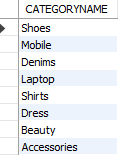 CATEGORYNAME
Shoes
Mobile
Denims
Laptop
Shirts
Dress
Beauty
Accessories